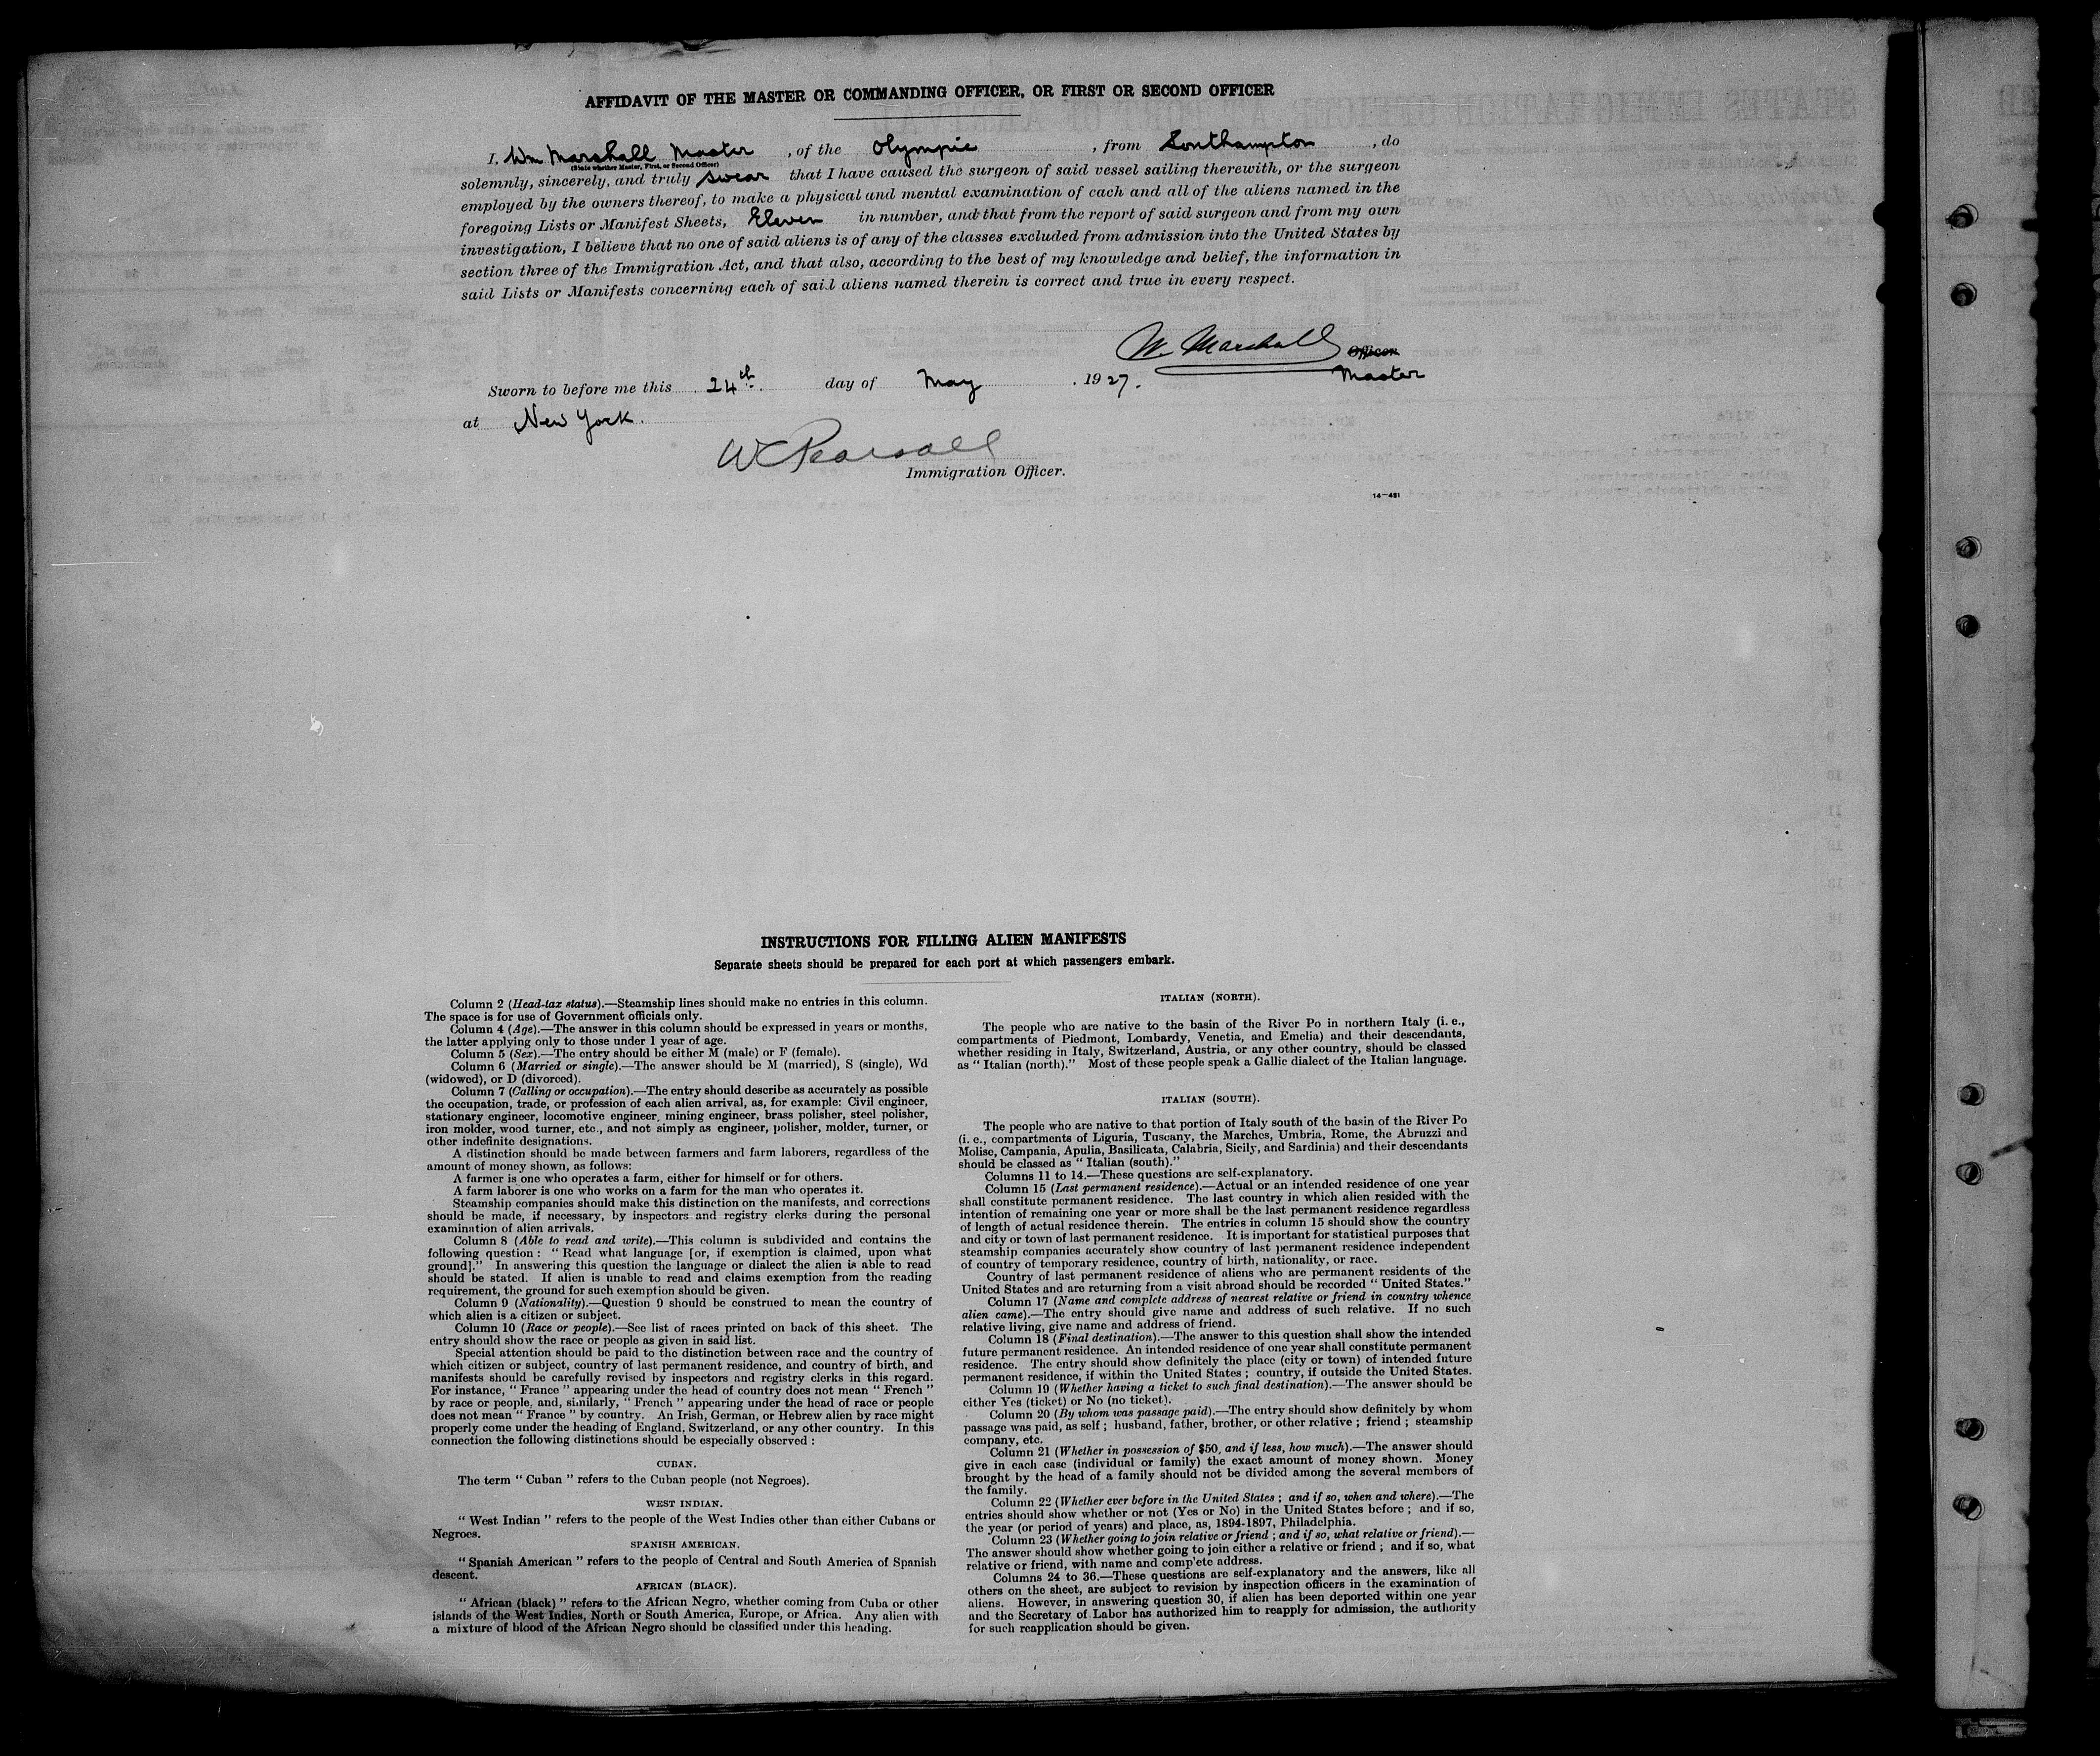 AFFIDAVIT OF THE MASTER OR COMMANDING OFFICER, OR FIRST OR SECOND OFFICER
I, Wm Marshall Master, of the Olympic, from Southampton, do
(State whether Master, First, or Second Officer)
solemnly, sincerely, and truly swear that I have caused the surgeon of said vessel sailing therewith, or the surgeon
employed by the owners thereof, to make a physical and mental examination of each and all of the aliens named in the
foregoing Lists or Manifest Sheets, Eleven in number, and that from the report of said surgeon and from my own
investigation, I believe that no one of said aliens is of any of the classes excluded from admission into the United States by
section three of the Immigration Act, and that also, according to the best of my knowledge and belief, the information in
said Lists or Manifests concerning each of said aliens named therein is correct and true in every respect.
W. Marshall Officer.
Master
Sworn to before me this 24th day of May, 1927.
at New York.
W C Pearsall
Immigration Officer.
14—431
INSTRUCTIONS FOR FILLING ALIEN MANIFESTS
Separate sheets should be prepared for each port at which passengers embark.
Column 2 (Head-tax status).—Steamship lines should make no entries in this column.
The space is for use of Government officials only.
Column 4 (Age).—The answer in this column should be expressed in years or months,
the latter applying only to those under 1 year of age.
Column 5 (Sex).—The entry should be either M (male) or F (female).
Column 6 (Married or single).—The answer should be M (married), S (single), Wd
(widowed), or D (divorced).
Column 7 (Calling or occupation).—The entry should describe as accurately as possible
the occupation, trade, or profession of each alien arrival, as, for example: Civil engineer,
stationary engineer, locomotive engineer, mining engineer, brass polisher, steel polisher,
iron molder, wood turner, etc., and not simply as engineer, polisher, molder, turner, or
other indefinite designations.
A distinction should be made between farmers and farm laborers, regardless of the
amount of money shown, as follows:
A farmer is one who operates a farm, either for himself or for others.
A farm laborer is one who works on a farm for the man who operates it.
Steamship companies should make this distinction on the manifests, and corrections
should be made, if necessary, by inspectors and registry clerks during the personal
examination of alien arrivals.
Column 8 (Able to read and write).—This column is subdivided and contains the
following question : “ Read what language [or, if exemption is claimed, upon what
ground].” In answering this question the language or dialect the alien is able to read
should be stated. If alien is unable to read and claims exemption from the reading
requirement, the ground for such exemption should be given.
Column 9 (Nationality).—Question 9 should be construed to mean the country of
which alien is a citizen or subject.
Column 10 (Race or people).—See list of races printed on back of this sheet. The
entry should show the race or people as given in said list.
Special attention should be paid to the distinction between race and the country of
which citizen or subject, country of last permanent residence, and country of birth, and
manifests should be carefully revised by inspectors and registry clerks in this regard.
For instance, “ France ” appearing under the head of country does not mean “ French ”
by race or people, and, similarly, “ French ” appearing under the head of race or people
does not mean “ France ” by country. An Irish, German, or Hebrew alien by race might
properly come under the heading of England, Switzerland, or any other country. In this
connection the following distinctions should be especially observed :
CUBAN.
The term “ Cuban ” refers to the Cuban people (not Negroes).
WEST INDIAN.
“ West Indian ” refers to the people of the West Indies other than either Cubans or
Negroes.
SPANISH AMERICAN.
“ Spanish American ” refers to the people of Central and South America of Spanish
descent.
AFRICAN (BLACK).
“ African (black) ” refers to the African Negro, whether coming from Cuba or other
islands of the West Indies, North or South America, Europe, or Africa. Any alien with
a mixture of blood of the African Negro should be classified under this heading.
ITALIAN (NORTH).
The people who are native to the basin of the River Po in northern Italy (i. e.,
compartments of Piedmont, Lombardy, Venetia, and Emelia) and their descendants,
whether residing in Italy, Switzerland, Austria, or any other country, should be classed
as “ Italian (north).” Most of these people speak a Gallic dialect of the Italian language.
ITALIAN (SOUTH).
The people who are native to that portion of Italy south of the basin of the River Po
(i. e., compartments of Liguria, Tuscany, the Marches, Umbria, Rome, the Abruzzi and
Molise, Campania, Apulia, Basilicata, Calabria, Sicily, and Sardinia) and their descendants
should be classed as “ Italian (south).”
Columns 11 to 14.—These questions are self-explanatory.
Column 15 (Last permanent residence).—Actual or an intended residence of one year
shall constitute permanent residence. The last country in which alien resided with the
intention of remaining one year or more shall be the last permanent residence regardless
of length of actual residence therein. The entries in column 15 should show the country
and city or town of last permanent residence. It is important for statistical purposes that
steamship companies accurately show country of last permanent residence independent
of country of temporary residence, country of birth, nationality, or race.
Country of last permanent residence of aliens who are permanent residents of the
United States and are returning from a visit abroad should be recorded “ United States.”
Column 17 (Name and complete address of nearest relative or friend in country whence
alien came).—The entry should give name and address of such relative. If no such
relative living, give name and address of friend.
Column 18 (Final destination).—The answer to this question shall show the intended
future permanent residence. An intended residence of one year shall constitute permanent
residence. The entry should show definitely the place (city or town) of intended future
permanent residence, if within the United States ; country, if outside the United States.
Column 19 (Whether having a ticket to such final destination).—The answer should be
either Yes (ticket) or No (no ticket).
Column 20 (By whom was passage paid).—The entry should show definitely by whom
passage was paid, as self ; husband, father, brother, or other relative ; friend ; steamship
company, etc.
Column 21 (Whether in possession of $50, and if less, how much).—The answer should
give in each case (individual or family) the exact amount of money shown. Money
brought by the head of a family should not be divided among the several members of
the family.
Column 22 (Whether ever before in the United States ; and if so, when and where).—The
entries should show whether or not (Yes or No) in the United States before ; and if so,
the year (or period of years) and place, as, 1894-1897, Philadelphia.
Column 23 (Whether going to join relative or friend ; and if so, what relative or friend).—
The answer should show whether going to join either a relative or friend ; and if so, what
relative or friend, with name and complete address.
Columns 24 to 36.—These questions are self-explanatory and the answers, like all
others on the sheet, are subject to revision by inspection officers in the examination of
aliens. However, in answering question 30, if alien has been deported within one year
and the Secretary of Labor has authorized him to reapply for admission, the authority
for such reapplication should be given.